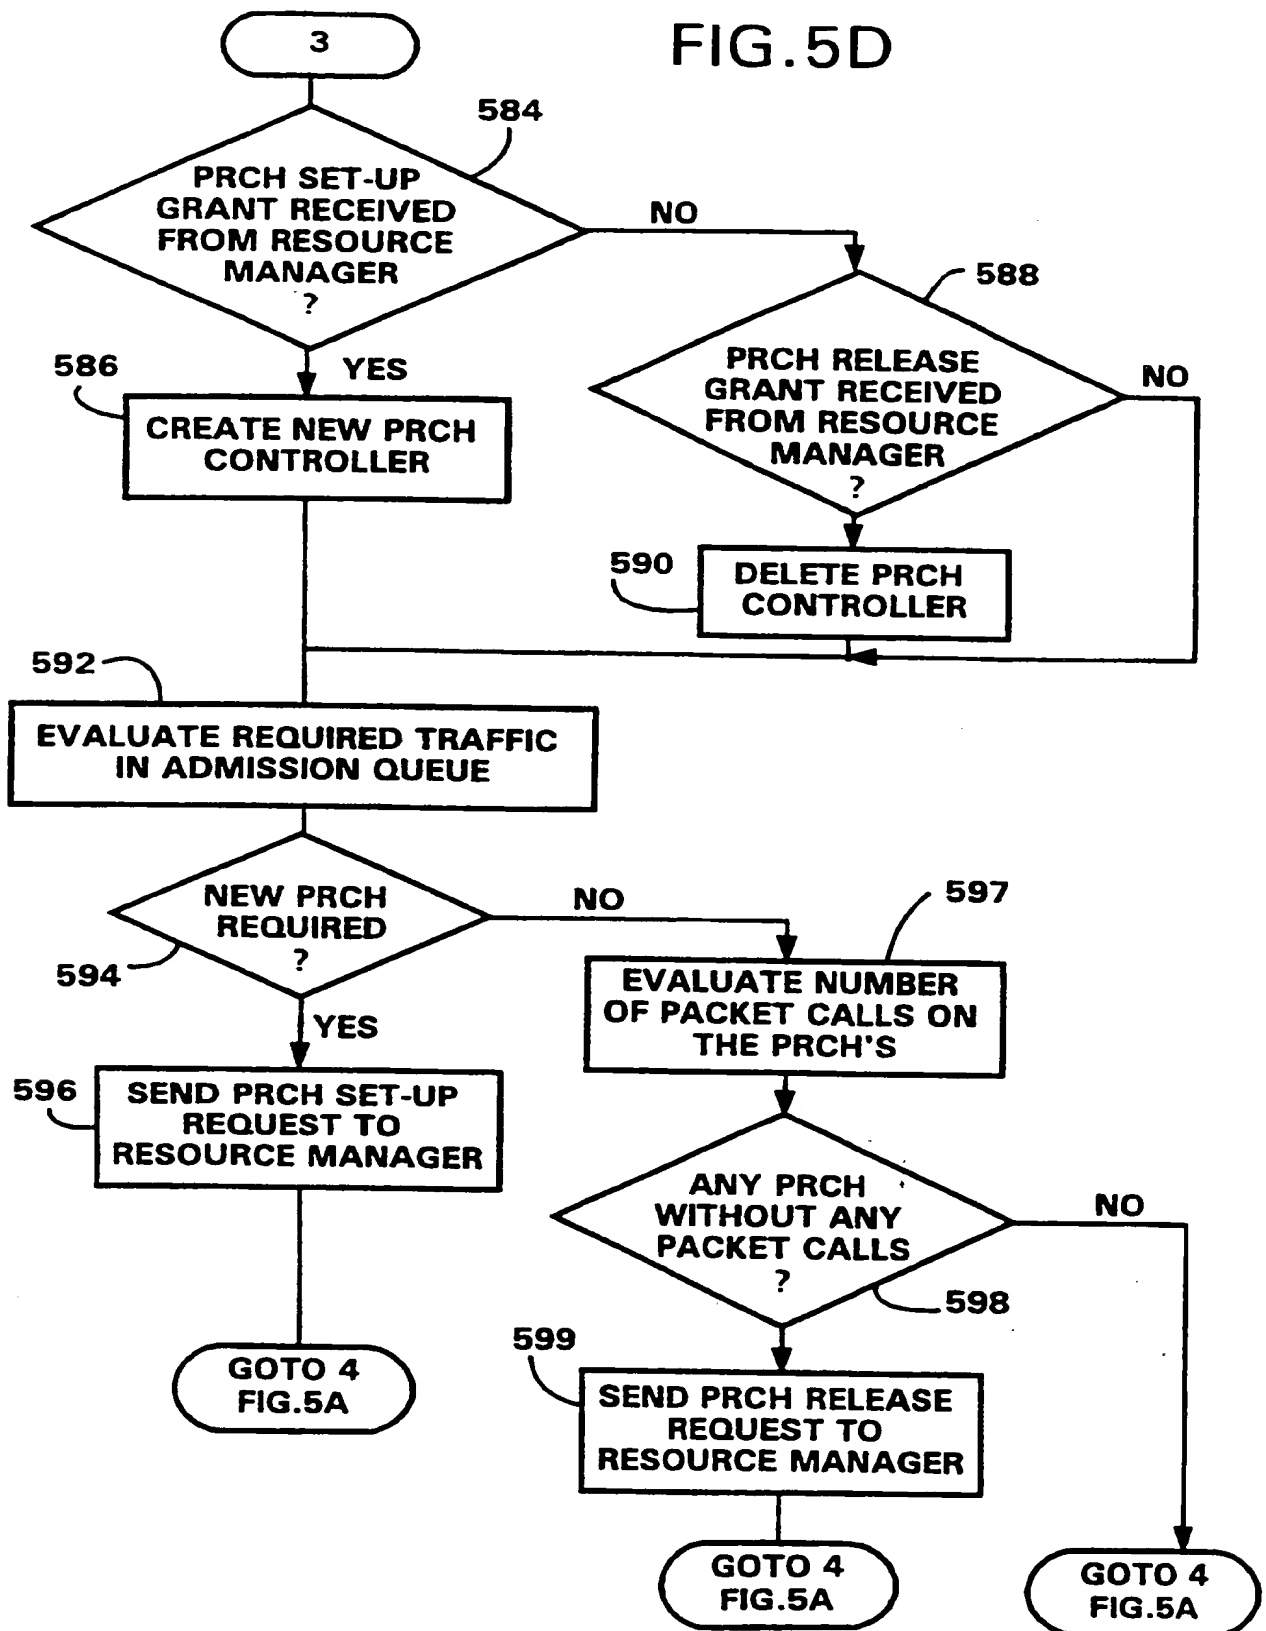 FIG.5D
3
584
PRCH SET-UP
GRANT RECEIVED
FROM RESOURCE
MANAGER
?
NO
588
YES
586
CREATE NEW PRCH
CONTROLLER
PRCH RELEASE
GRANT RECEIVED
FROM RESOURCE
MANAGER
?
NO
590
DELETE PRCH
CONTROLLER
592
EVALUATE REQUIRED TRAFFIC
IN ADMISSION QUEUE
NEW PRCH
REQUIRED
?
594
NO
597
EVALUATE NUMBER
OF PACKET CALLS ON
THE PRCH'S
YES
596
SEND PRCH SET-UP
REQUEST TO
RESOURCE MANAGER
ANY PRCH
WITHOUT ANY
PACKET CALLS
?
NO
598
599
SEND PRCH RELEASE
REQUEST TO
RESOURCE MANAGER
GOTO 4
FIG.5A
GOTO 4
FIG.5A
GOTO 4
FIG.5A